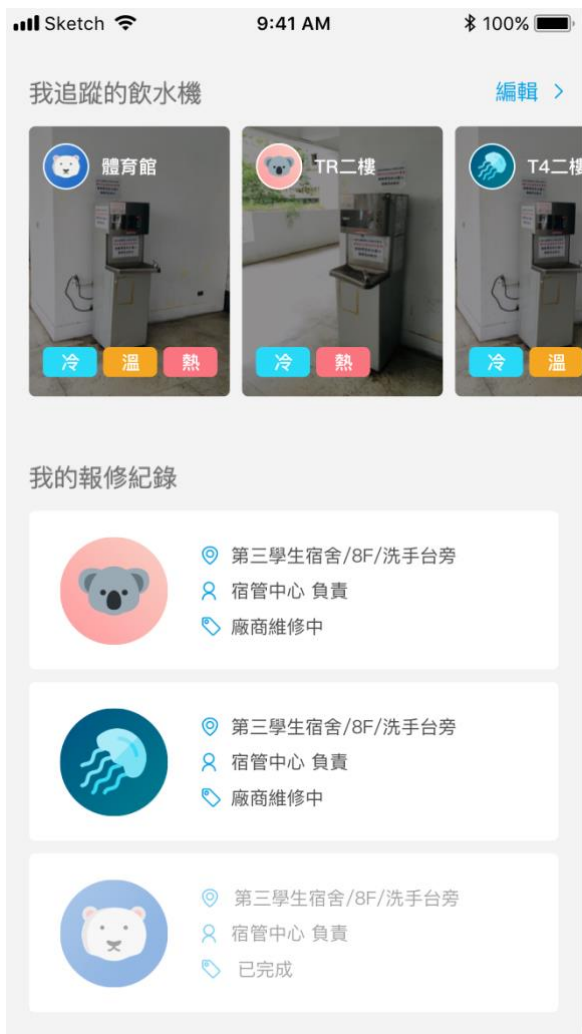 Sketch 9:41 AM 100%
我追蹤的飲水機 編輯
體育館 TR二樓 T4二樓
冷 溫 熱 冷 熱 冷 溫
我的報修紀錄
第三學生宿舍/8F/洗手台旁
宿管中心 負責
廠商維修中
第三學生宿舍/8F/洗手台旁
宿管中心 負責
廠商維修中
第三學生宿舍/8F/洗手台旁
宿管中心 負責
已完成